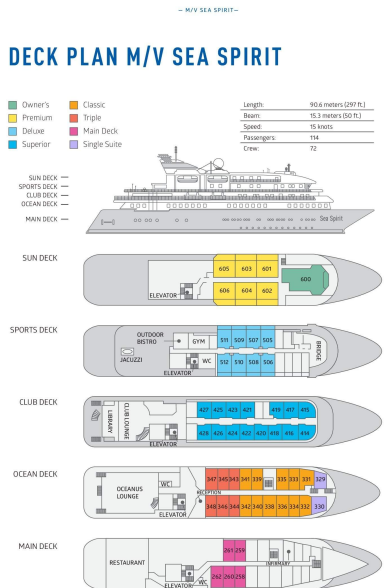 — M/V SEA SPIRIT—
DECK PLAN M/V SEA SPIRIT
Owner's
Premium
Deluxe
Superior
Classic
Triple
Main Deck
Single Suite
Length: 90.6 meters (297 ft.)
Beam: 15.3 meters (50 ft.)
Speed: 15 knots
Passengers: 114
Crew: 72
SUN DECK
SPORTS DECK
CLUB DECK
OCEAN DECK
MAIN DECK
Sea Spirit
SUN DECK
605 603 601
600
606 604 602
ELEVATOR
SPORTS DECK
OUTDOOR
BISTRO
GYM
511 509 507 505
JACUZZI
WC
512 510 508 506
BRIDGE
ELEVATOR
CLUB DECK
LIBRARY
CLUB LOUNGE
427 425 423 421 419 417 415
428 426 424 422 420 418 416 414
ELEVATOR
OCEAN DECK
OCEANUS
LOUNGE
WC
RECEPTION
347 345 343 341 339 335 333 331 329
348 346 344 342 340 338 336 334 332 330
ELEVATOR
MAIN DECK
RESTAURANT
261 259
INFIRMARY
262 260 258
WC
ELEVATOR